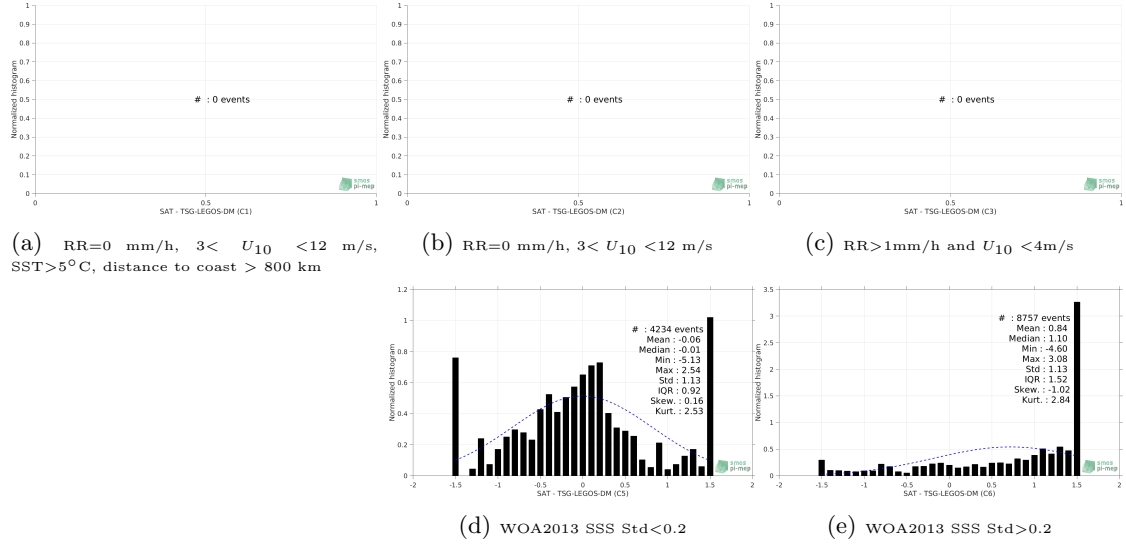 1
0.9
0.8
0.7
0.6
0.5
0.4
0.3
0.2
0.1
0
Normalized histogram
# : 0 events
0 0.5 1
SAT - TSG-LEGOS-DM (C1)
smos
pi-mep
1
0.9
0.8
0.7
0.6
0.5
0.4
0.3
0.2
0.1
0
Normalized histogram
# : 0 events
0 0.5 1
SAT - TSG-LEGOS-DM (C2)
smos
pi-mep
1
0.9
0.8
0.7
0.6
0.5
0.4
0.3
0.2
0.1
0
Normalized histogram
# : 0 events
0 0.5 1
SAT - TSG-LEGOS-DM (C3)
smos
pi-mep
(a) RR=0 mm/h, 3< U10 <12 m/s,
SST>5°C, distance to coast > 800 km
(b) RR=0 mm/h, 3< U10 <12 m/s
(c) RR>1mm/h and U10 <4m/s
1.2
1
0.8
0.6
0.4
0.2
0
Normalized histogram
# : 4234 events
Mean : -0.06
Median : -0.01
Min : -5.13
Max : 2.54
Std : 1.13
IQR : 0.92
Skew. : 0.16
Kurt. : 2.53
-2 -1.5 -1 -0.5 0 0.5 1 1.5 2
SAT - TSG-LEGOS-DM (C5)
smos
pi-mep
3.5
3
2.5
2
1.5
1
0.5
0
Normalized histogram
# : 8757 events
Mean : 0.84
Median : 1.10
Min : -4.60
Max : 3.08
Std : 1.13
IQR : 1.52
Skew. : -1.02
Kurt. : 2.84
-2 -1.5 -1 -0.5 0 0.5 1 1.5 2
SAT - TSG-LEGOS-DM (C6)
smos
pi-mep
(d) WOA2013 SSS Std<0.2
(e) WOA2013 SSS Std>0.2